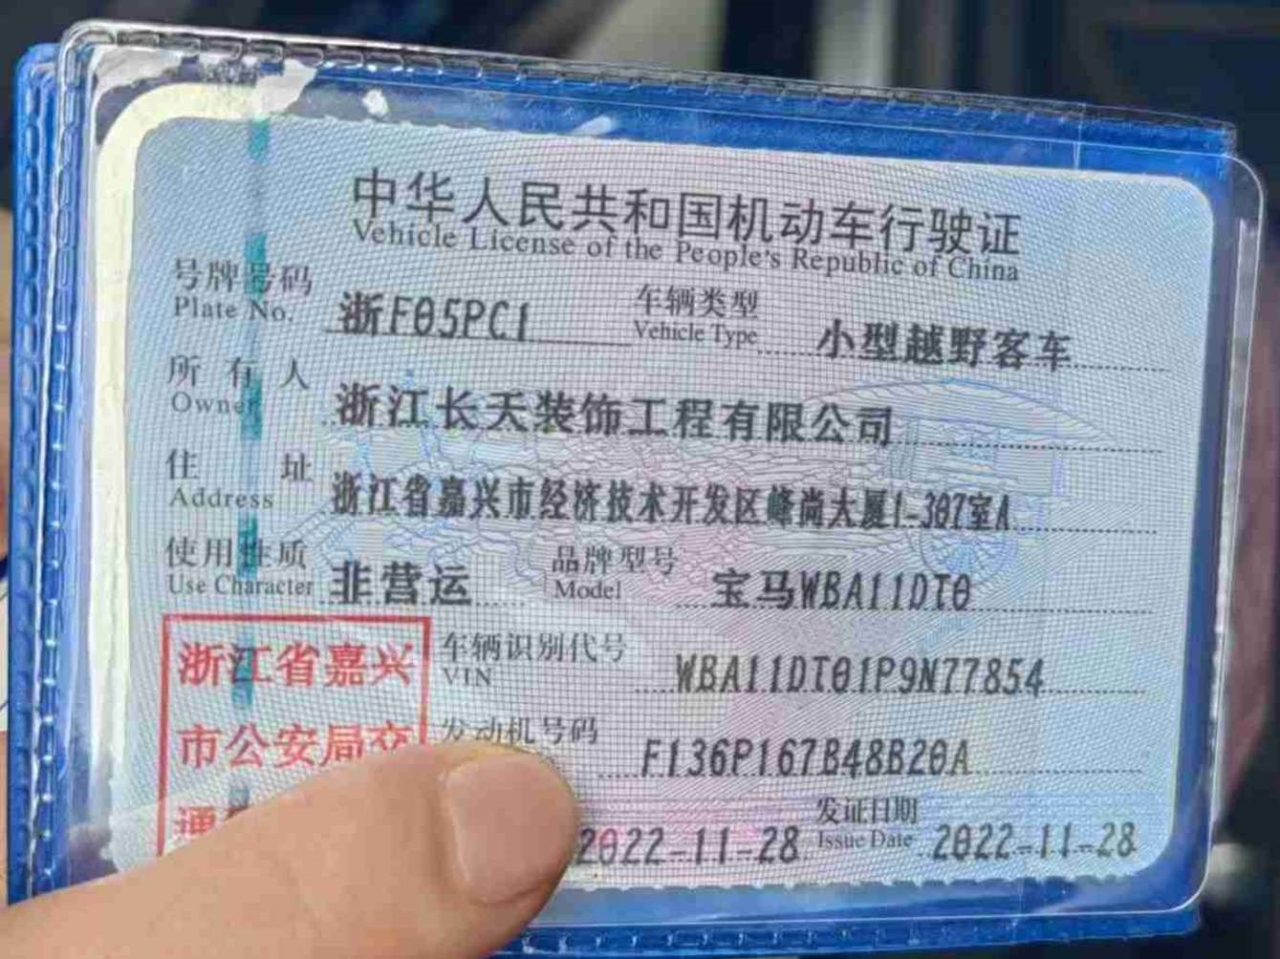 中华人民共和国机动车行驶证
Vehicle License of the People's Republic of China
号牌号码 浙F05PC1 车辆类型 小型越野客车
Plate No. Vehicle Type
所有人 浙江长天装饰工程有限公司
Owner
住址 浙江省嘉兴市经济技术开发区峰尚大厦1-307室A
Address
使用性质 非营运 品牌型号 宝马WBA11DT0
Use Character Model
浙江省嘉兴 车辆识别代号 WBA11DT01P9N77854
VIN
市公安局交 发动机号码 F136P167B48B20A
2022-11-28 发证日期 2022-11-28
Issue Date